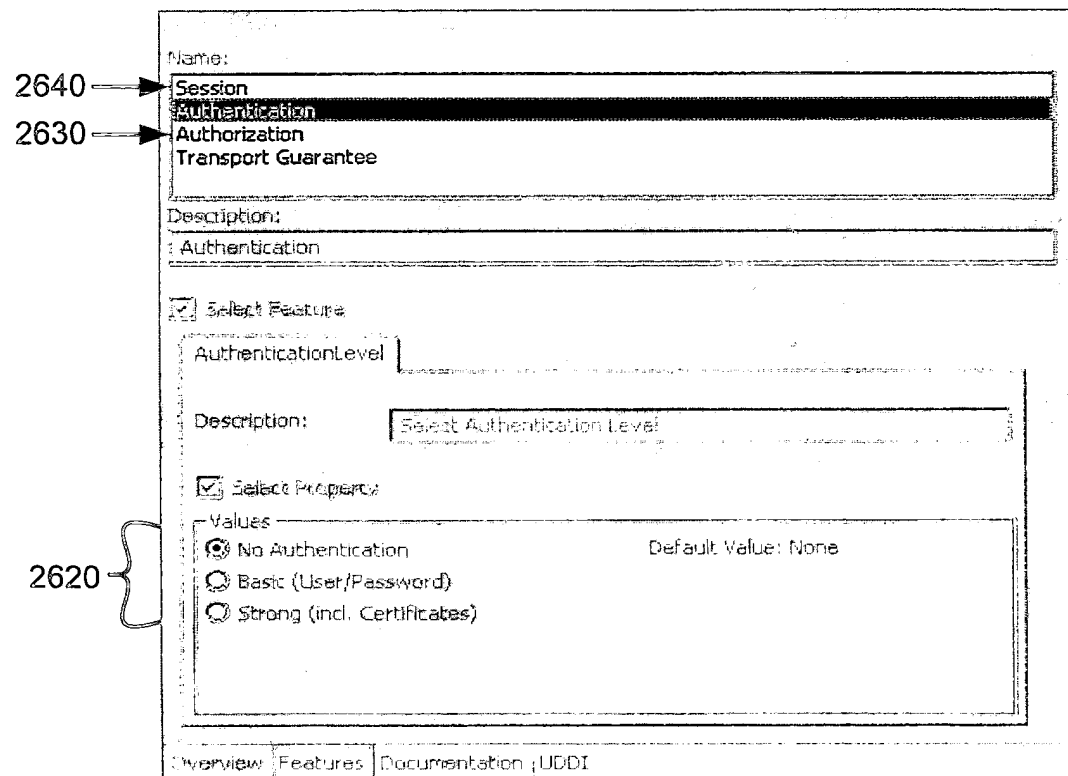 Name:
2640
Session
Authentication
2630
Authorization
Transport Guarantee
Description:
Authentication
Select Feature
AuthenticationLevel
Description:
Select Authentication Level
Select Property
Values
No Authentication
Default Value: None
2620
Basic (User/Password)
Strong (incl. Certificates)
Overview Features Documentation UDDI